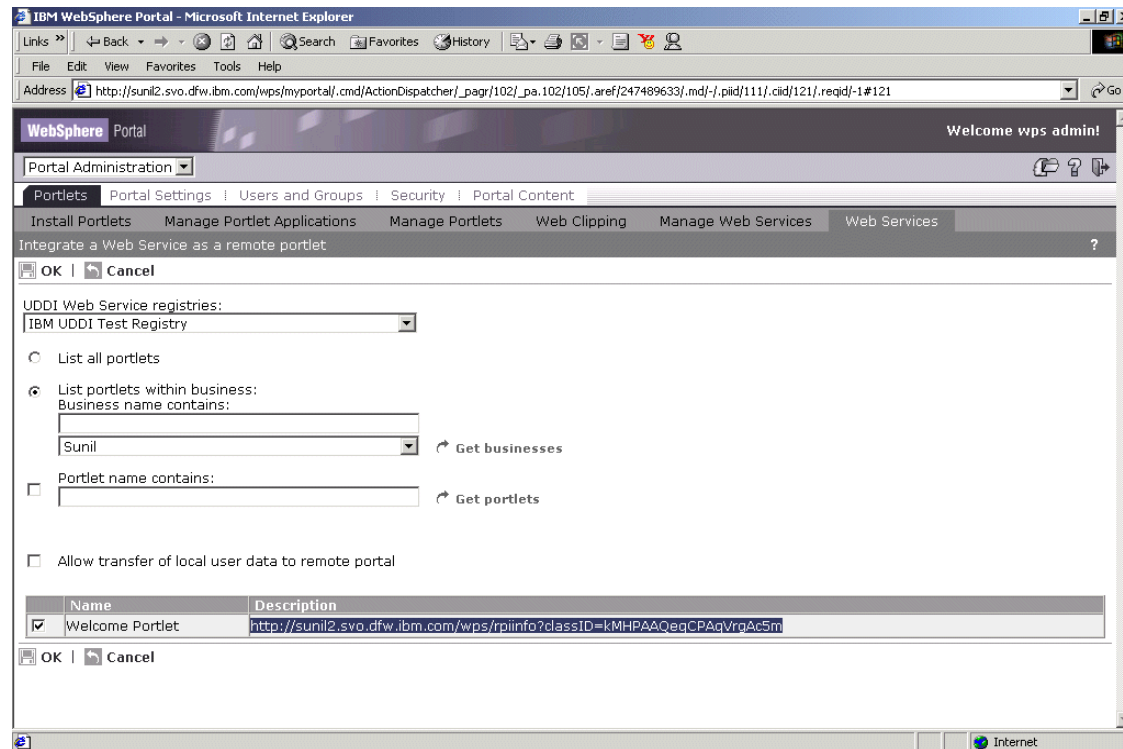 IBM WebSphere Portal - Microsoft Internet Explorer
Links » Back Search Favorites History
File Edit View Favorites Tools Help
Address http://sunil2.svo.dfw.ibm.com/wps/myportal/.cmd/ActionDispatcher/_pagr/102/_pa.102/105/.aref/247489633/.md/-/.piid/111/.ciid/121/.reqid/-1#121 Go
WebSphere Portal Welcome wps admin!
Portal Administration
Portlets Portal Settings Users and Groups Security Portal Content
Install Portlets Manage Portlet Applications Manage Portlets Web Clipping Manage Web Services Web Services
Integrate a Web Service as a remote portlet ?
OK | Cancel
UDDI Web Service registries:
IBM UDDI Test Registry
List all portlets
List portlets within business:
Business name contains:
Sunil Get businesses
Portlet name contains:
Get portlets
Allow transfer of local user data to remote portal
Name Description
Welcome Portlet http://sunil2.svo.dfw.ibm.com/wps/rpiinfo?classID=kMHPAAQeqCPAqVrgAc5m
OK | Cancel
Internet